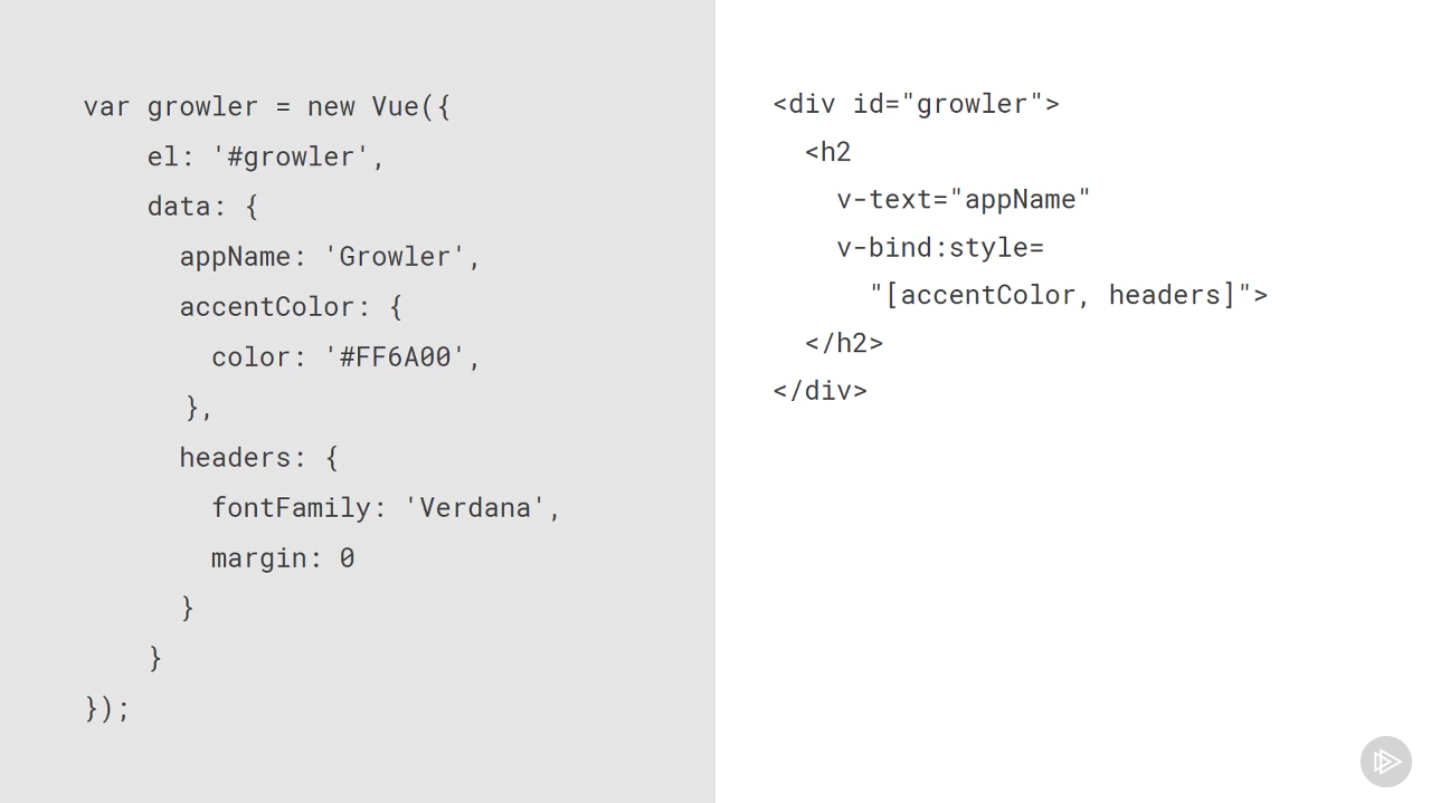 var growler = new Vue({
    el: '#growler',
    data: {
      appName: 'Growler',
      accentColor: {
        color: '#FF6A00',
      },
      headers: {
        fontFamily: 'Verdana',
        margin: 0
      }
    }
});
<div id="growler">
  <h2
    v-text="appName"
    v-bind:style=
      "[accentColor, headers]">
  </h2>
</div>